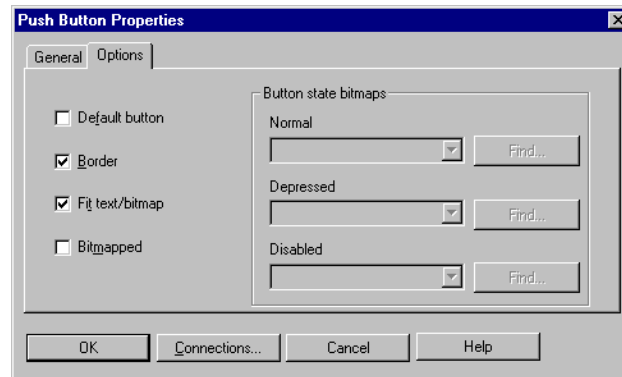 Push Button Properties
General Options
Default button
Border
Fit text/bitmap
Bitmapped
Button state bitmaps
Normal
Find...
Depressed
Find...
Disabled
Find...
OK Connections... Cancel Help